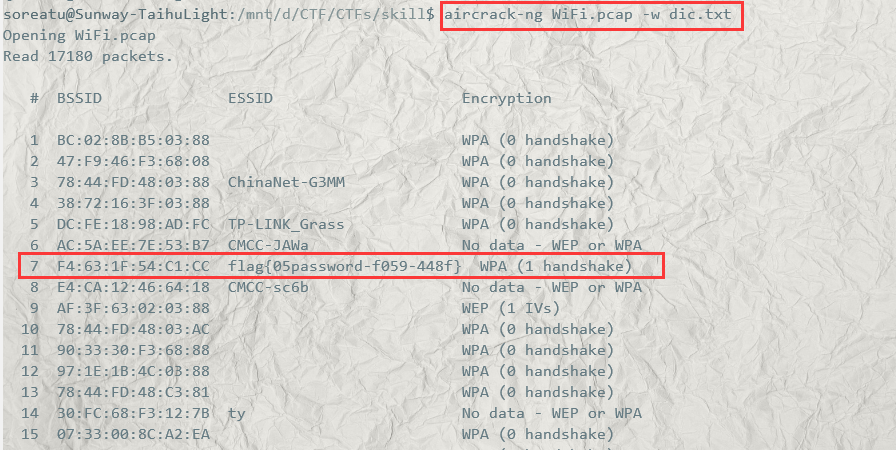 soreatu@Sunway-TaihuLight:/mnt/d/CTF/CTFs/skill$ aircrack-ng WiFi.pcap -w dic.txt
Opening WiFi.pcap
Read 17180 packets.
# BSSID ESSID Encryption
1 BC:02:8B:B5:03:88 WPA (0 handshake)
2 47:F9:46:F3:68:08 WPA (0 handshake)
3 78:44:FD:48:03:88 ChinaNet-G3MM WPA (0 handshake)
4 38:72:16:3F:03:88 WPA (0 handshake)
5 DC:FE:18:98:AD:FC TP-LINK_Grass WPA (0 handshake)
6 AC:5A:EE:7E:53:B7 CMCC-JAWa No data - WEP or WPA
7 F4:63:1F:54:C1:CC flag{05password-f059-448f} WPA (1 handshake)
8 E4:CA:12:46:64:18 CMCC-sc6b No data - WEP or WPA
9 AF:3F:63:02:03:88 WEP (1 IVs)
10 78:44:FD:48:03:AC WPA (0 handshake)
11 90:33:30:F3:68:88 WPA (0 handshake)
12 97:1E:1B:4C:03:88 WPA (0 handshake)
13 78:44:FD:48:C3:81 WPA (0 handshake)
14 30:FC:68:F3:12:7B ty No data - WEP or WPA
15 07:33:00:8C:A2:EA WPA (0 handshake)